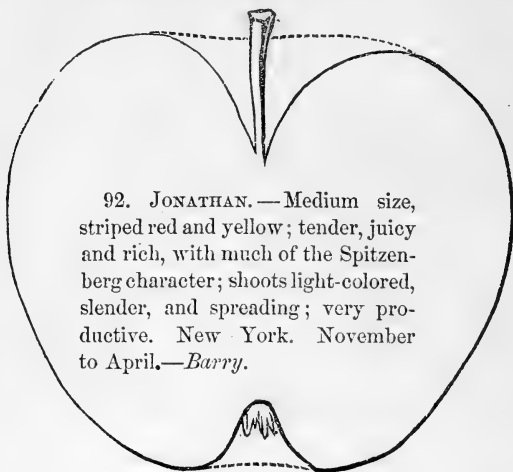 92. JONATHAN.—Medium size,
striped red and yellow; tender, juicy
and rich, with much of the Spitzen-
berg character; shoots light-colored,
slender, and spreading; very pro-
ductive. New York. November
to April.—Barry.